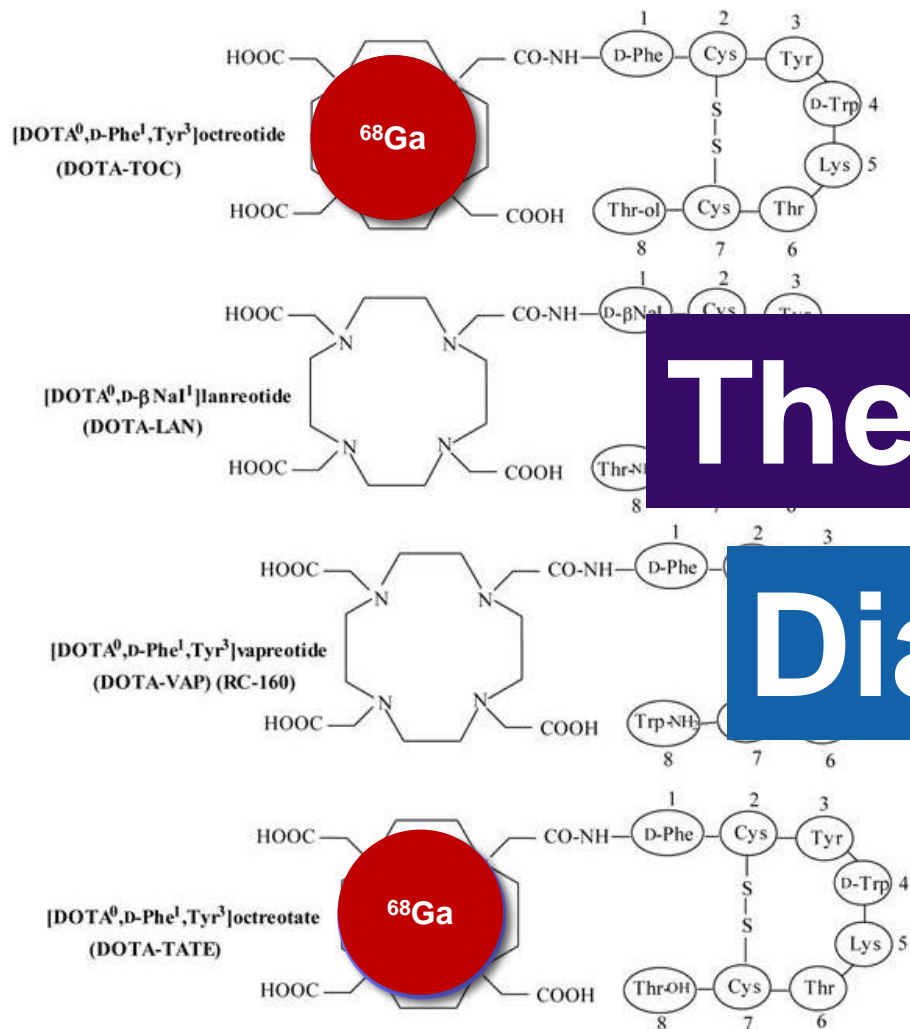 1 2 3
HOOC CO-NH D-Phe Cys Tyr
D-Trp 4
[DOTA⁰,D-Phe¹,Tyr³]octreotide
(DOTA-TOC)
⁶⁸Ga
S
S
Lys 5
HOOC COOH Thr-ol Cys Thr
8 7 6
1 2 3
HOOC CO-NH D-βNal Cys Tyr
N N
[DOTA⁰,D-β Nal¹]lanreotide
(DOTA-LAN)
The
N N
HOOC COOH
8
1 2 3
HOOC CO-NH D-Phe
N N
[DOTA⁰,D-Phe¹,Tyr³]vapreotide
(DOTA-VAP) (RC-160)
Dia
N N
HOOC COOH Trp-NH₂
8 7 6
1 2 3
HOOC CO-NH D-Phe Cys Tyr
D-Trp 4
[DOTA⁰,D-Phe¹,Tyr³]octreotate
(DOTA-TATE)
⁶⁸Ga
S
S
Lys 5
HOOC COOH Thr-OH Cys Thr
8 7 6